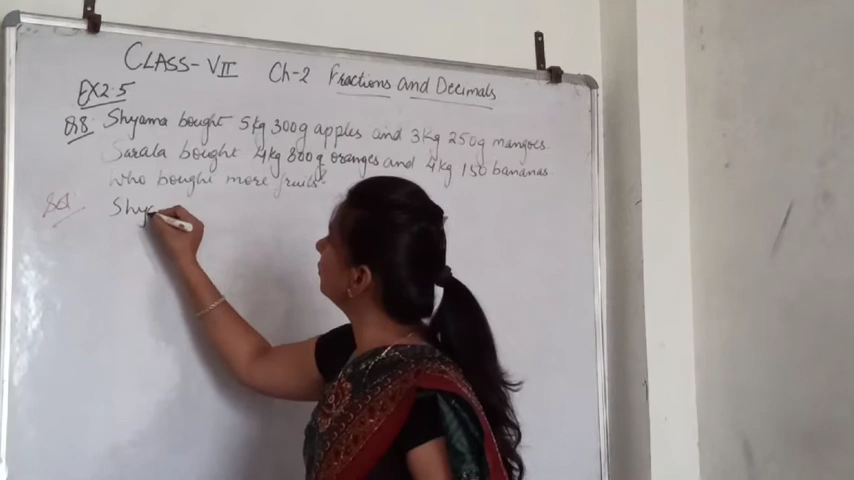 CLASS-VII Ch-2 Fractions and Decimals
EX2.5
Q8. Shyama bought 5kg 300g apples and 3kg 250g mangoes.
Sarala bought 4kg 800g oranges and 4kg 150 bananas
Who bought more fruits?
Sol Shya